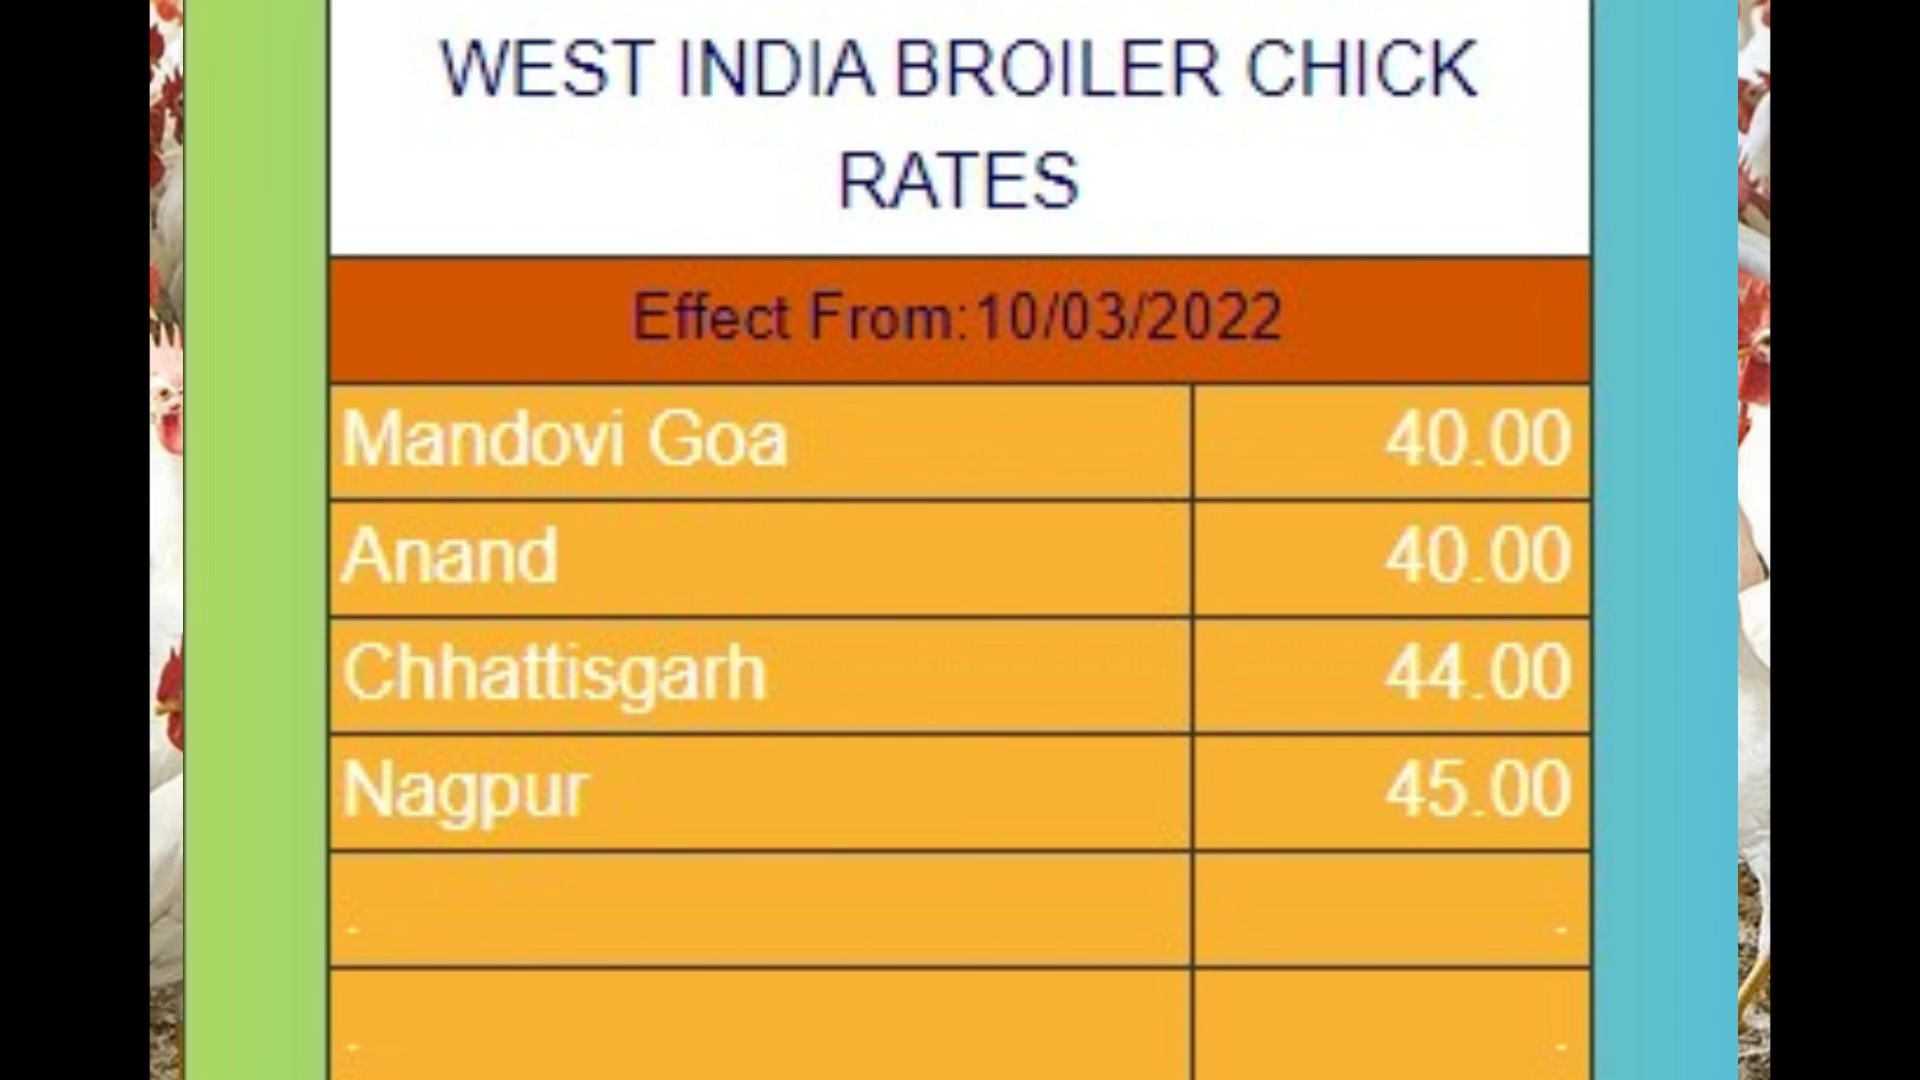 WEST INDIA BROILER CHICK
RATES
Effect From:10/03/2022
Mandovi Goa 40.00
Anand 40.00
Chhattisgarh 44.00
Nagpur 45.00
. .
. .